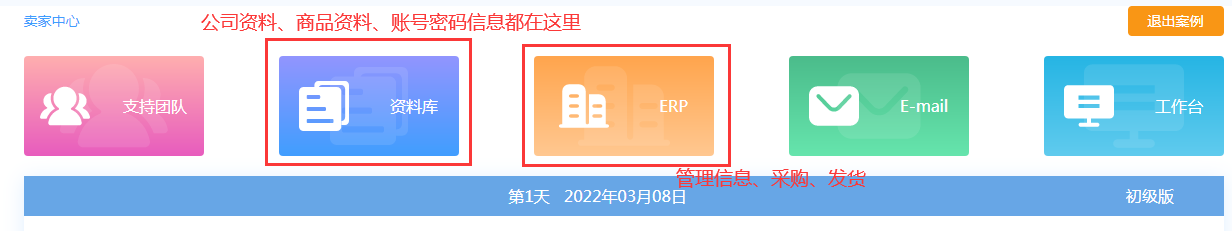 卖家中心
公司资料、商品资料、账号密码信息都在这里
退出案例
支持团队
资料库
ERP
E-mail
工作台
管理信息、采购、发货
第1天 2022年03月08日
初级版